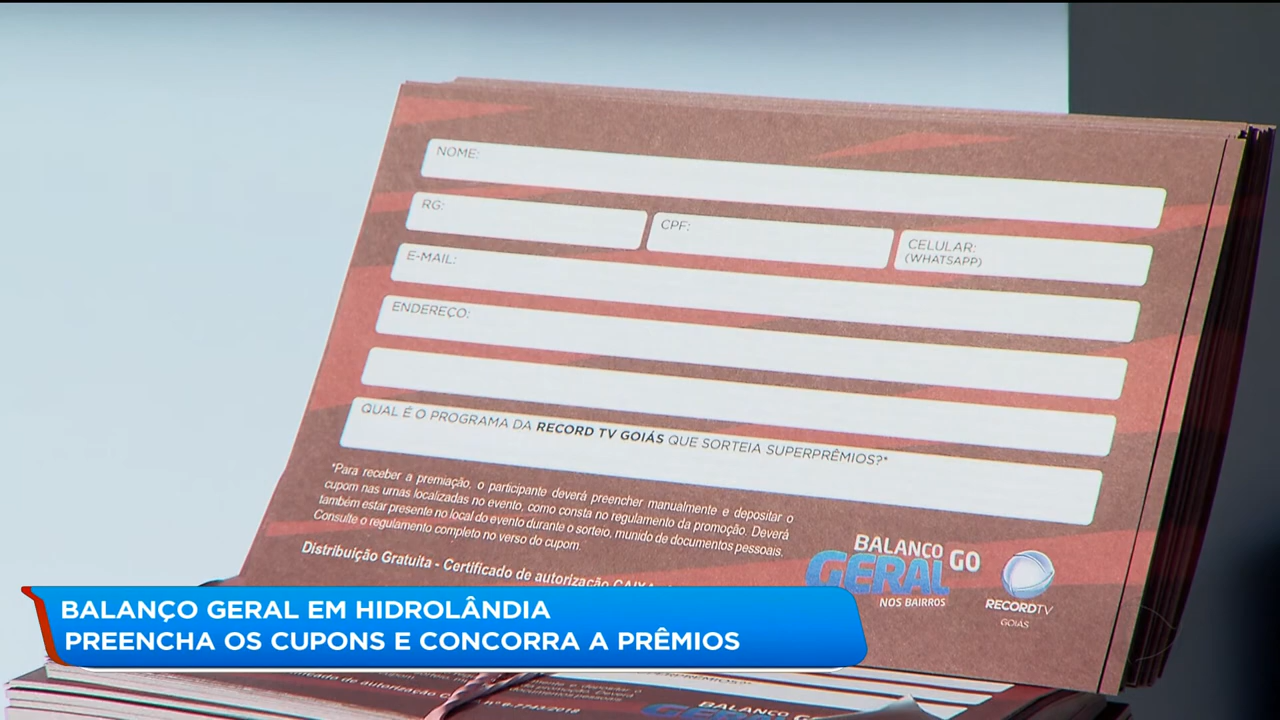 NOME:
RG:
CPF:
CELULAR:
(WHATSAPP)
E-MAIL:
ENDEREÇO:
QUAL É O PROGRAMA DA RECORD TV GOIÁS QUE SORTEIA SUPERPRÊMIOS?*
*Para receber a premiação, o participante deverá preencher manualmente e depositar o
cupom nas urnas localizadas no evento, como consta no regulamento da promoção. Deverá
também estar presente no local do evento durante o sorteio, munido de documentos pessoais.
Consulte o regulamento completo no verso do cupom.
Distribuição Gratuita - Certificado de autorização
BALANÇO GO
GERAL
NOS BAIRROS
RECORDTV
GOIÁS
BALANÇO GERAL EM HIDROLÂNDIA
PREENCHA OS CUPONS E CONCORRA A PRÊMIOS
de autorização
GERAL